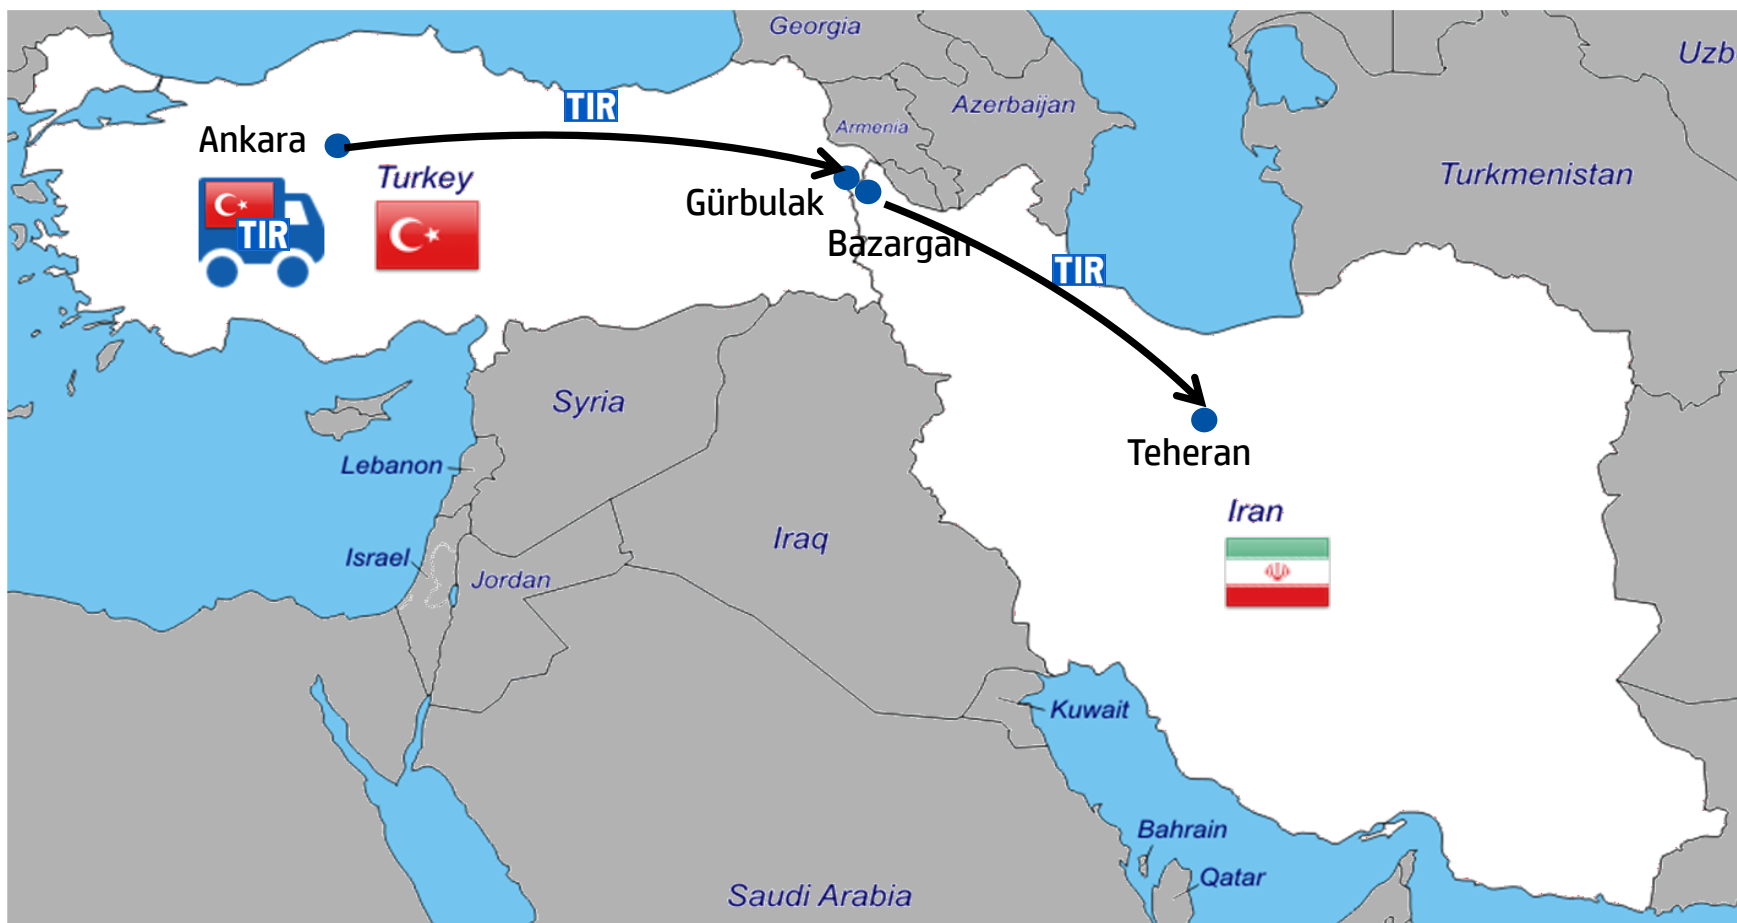 Georgia
Uzb
TIR
Azerbaijan
Ankara
Armenia
Turkey
Turkmenistan
Gürbulak
TIR
Bazargan
TIR
Syria
Teheran
Lebanon
Iran
Iraq
Israel
Jordan
Kuwait
Bahrain
Qatar
Saudi Arabia